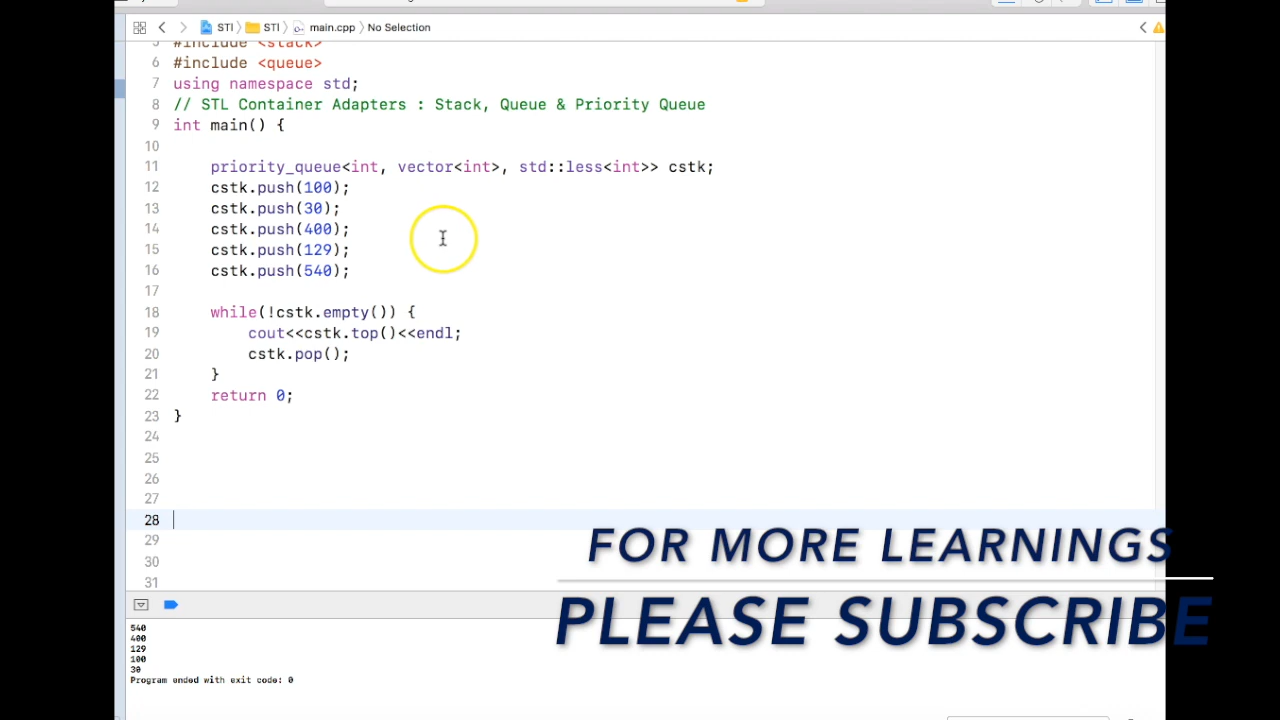 STI STI main.cpp No Selection
5 #include <stack>
6 #include <queue>
7 using namespace std;
8 // STL Container Adapters : Stack, Queue & Priority Queue
9 int main() {
10
11 priority_queue<int, vector<int>, std::less<int>> cstk;
12 cstk.push(100);
13 cstk.push(30);
14 cstk.push(400);
15 cstk.push(129);
16 cstk.push(540);
17
18 while(!cstk.empty()) {
19 cout<<cstk.top()<<endl;
20 cstk.pop();
21 }
22 return 0;
23 }
24
25
26
27
28
29
30
31
FOR MORE LEARNINGS
PLEASE SUBSCRIBE
540
400
129
100
30
Program ended with exit code: 0